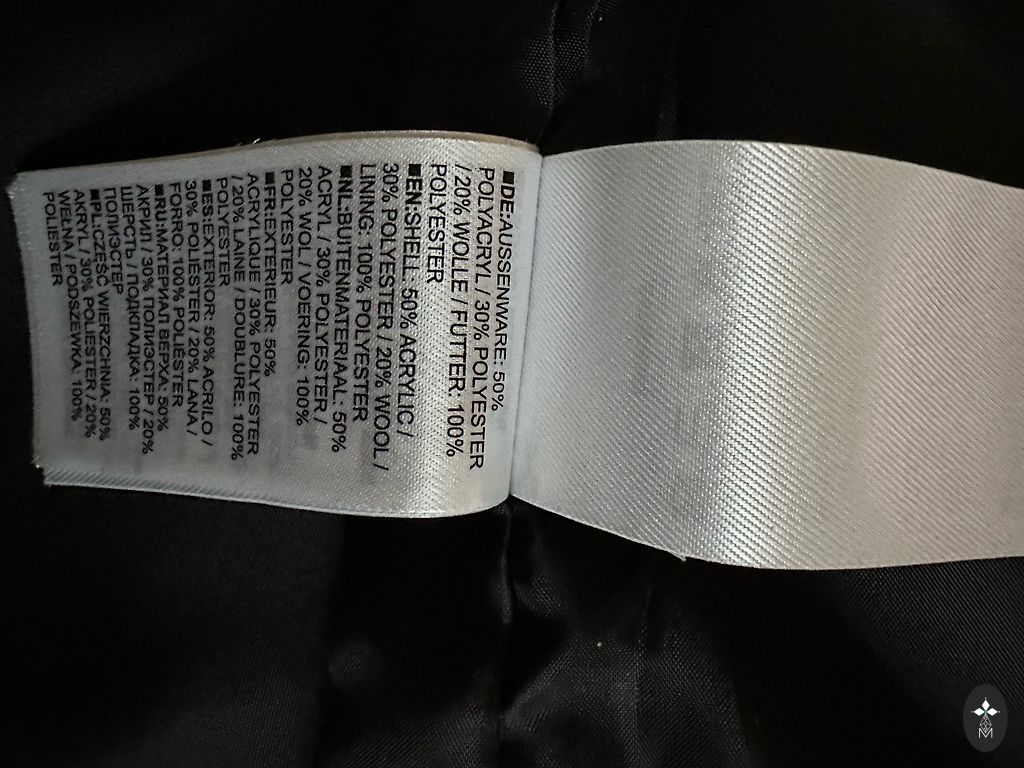 ■DE:AUSSENWARE: 50%
POLYACRYL / 30% POLYESTER
/ 20% WOLLE / FUTTER: 100%
POLYESTER
■EN:SHELL: 50% ACRYLIC /
30% POLYESTER / 20% WOOL /
LINING: 100% POLYESTER
■NL:BUITENMATERIAAL: 50%
ACRYL / 30% POLYESTER /
20% WOL / VOERING: 100%
POLYESTER
■FR:EXTERIEUR: 50%
ACRYLIQUE / 30% POLYESTER
/ 20% LAINE / DOUBLURE: 100%
POLYESTER
■ES:EXTERIOR: 50% ACRILO /
30% POLIÉSTER / 20% LANA /
FORRO: 100% POLIÉSTER
■RU:МАТЕРИАЛ ВЕРХА: 50%
АКРИЛ / 30% ПОЛИЭСТЕР / 20%
ШЕРСТЬ / ПОДКЛАДКА: 100%
ПОЛИЭСТЕР
■PL:CZĘŚĆ WIERZCHNIA: 50%
AKRYL / 30% POLIESTER / 20%
WEŁNA / PODSZEWKA: 100%
POLIESTER
M